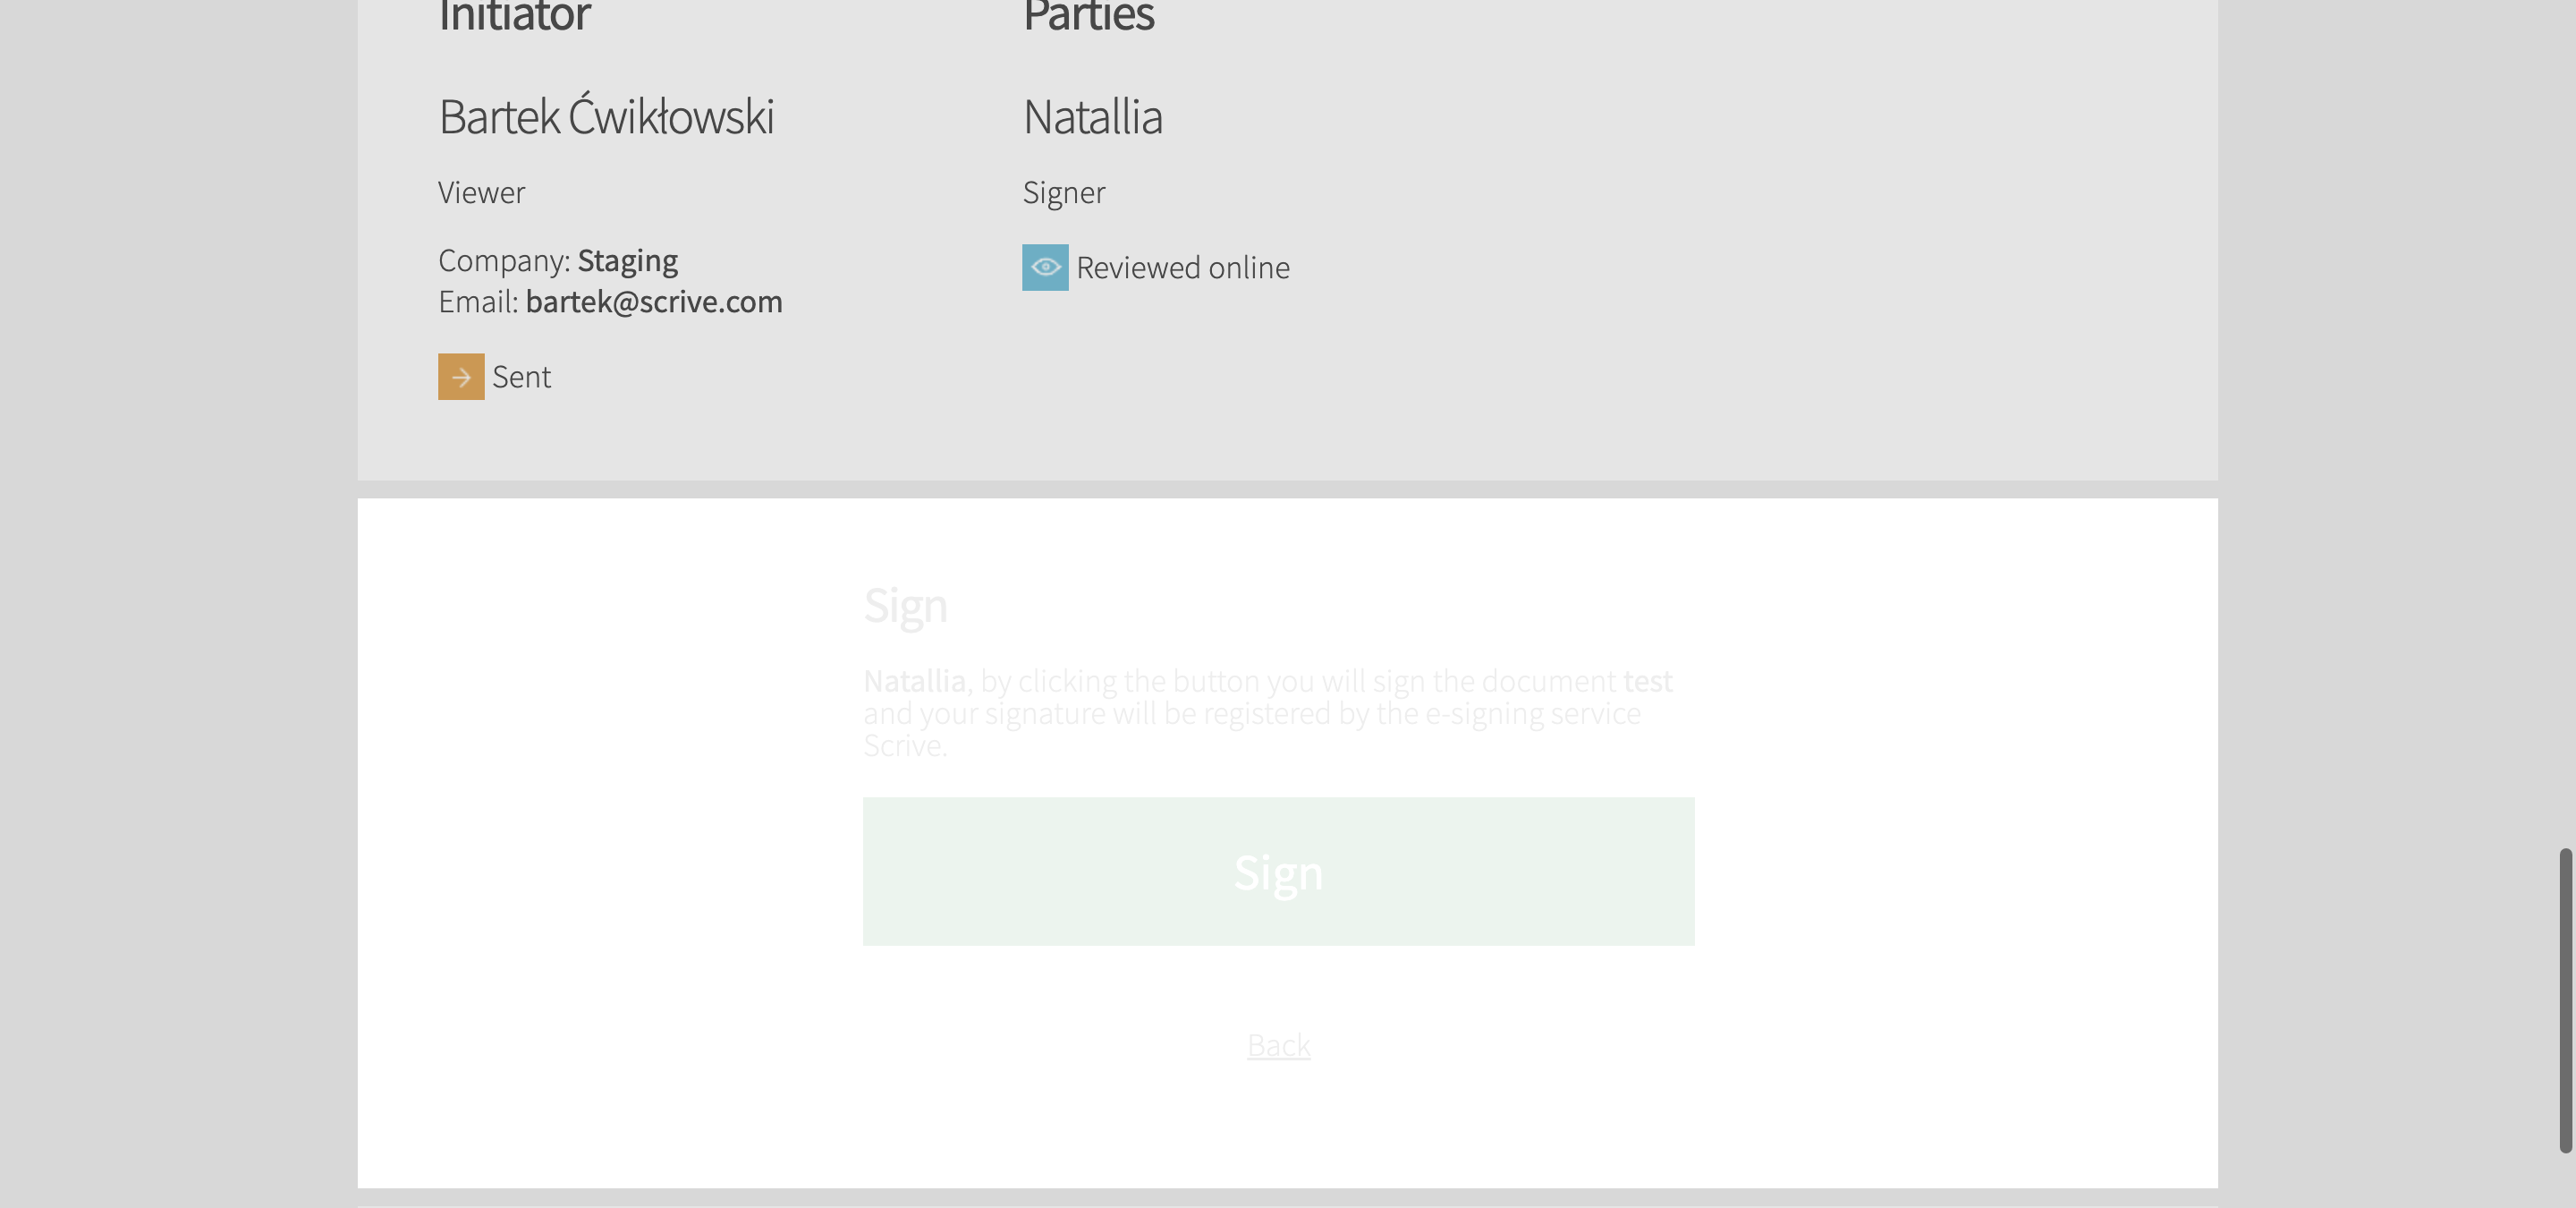 Initiator
Bartek Ćwikłowski
Viewer
Company: Staging
Email: bartek@scrive.com
Sent
Parties
Natallia
Signer
Reviewed online
Sign
Natallia, by clicking the button you will sign the document test
and your signature will be registered by the e-signing service
Scrive.
Sign
Back